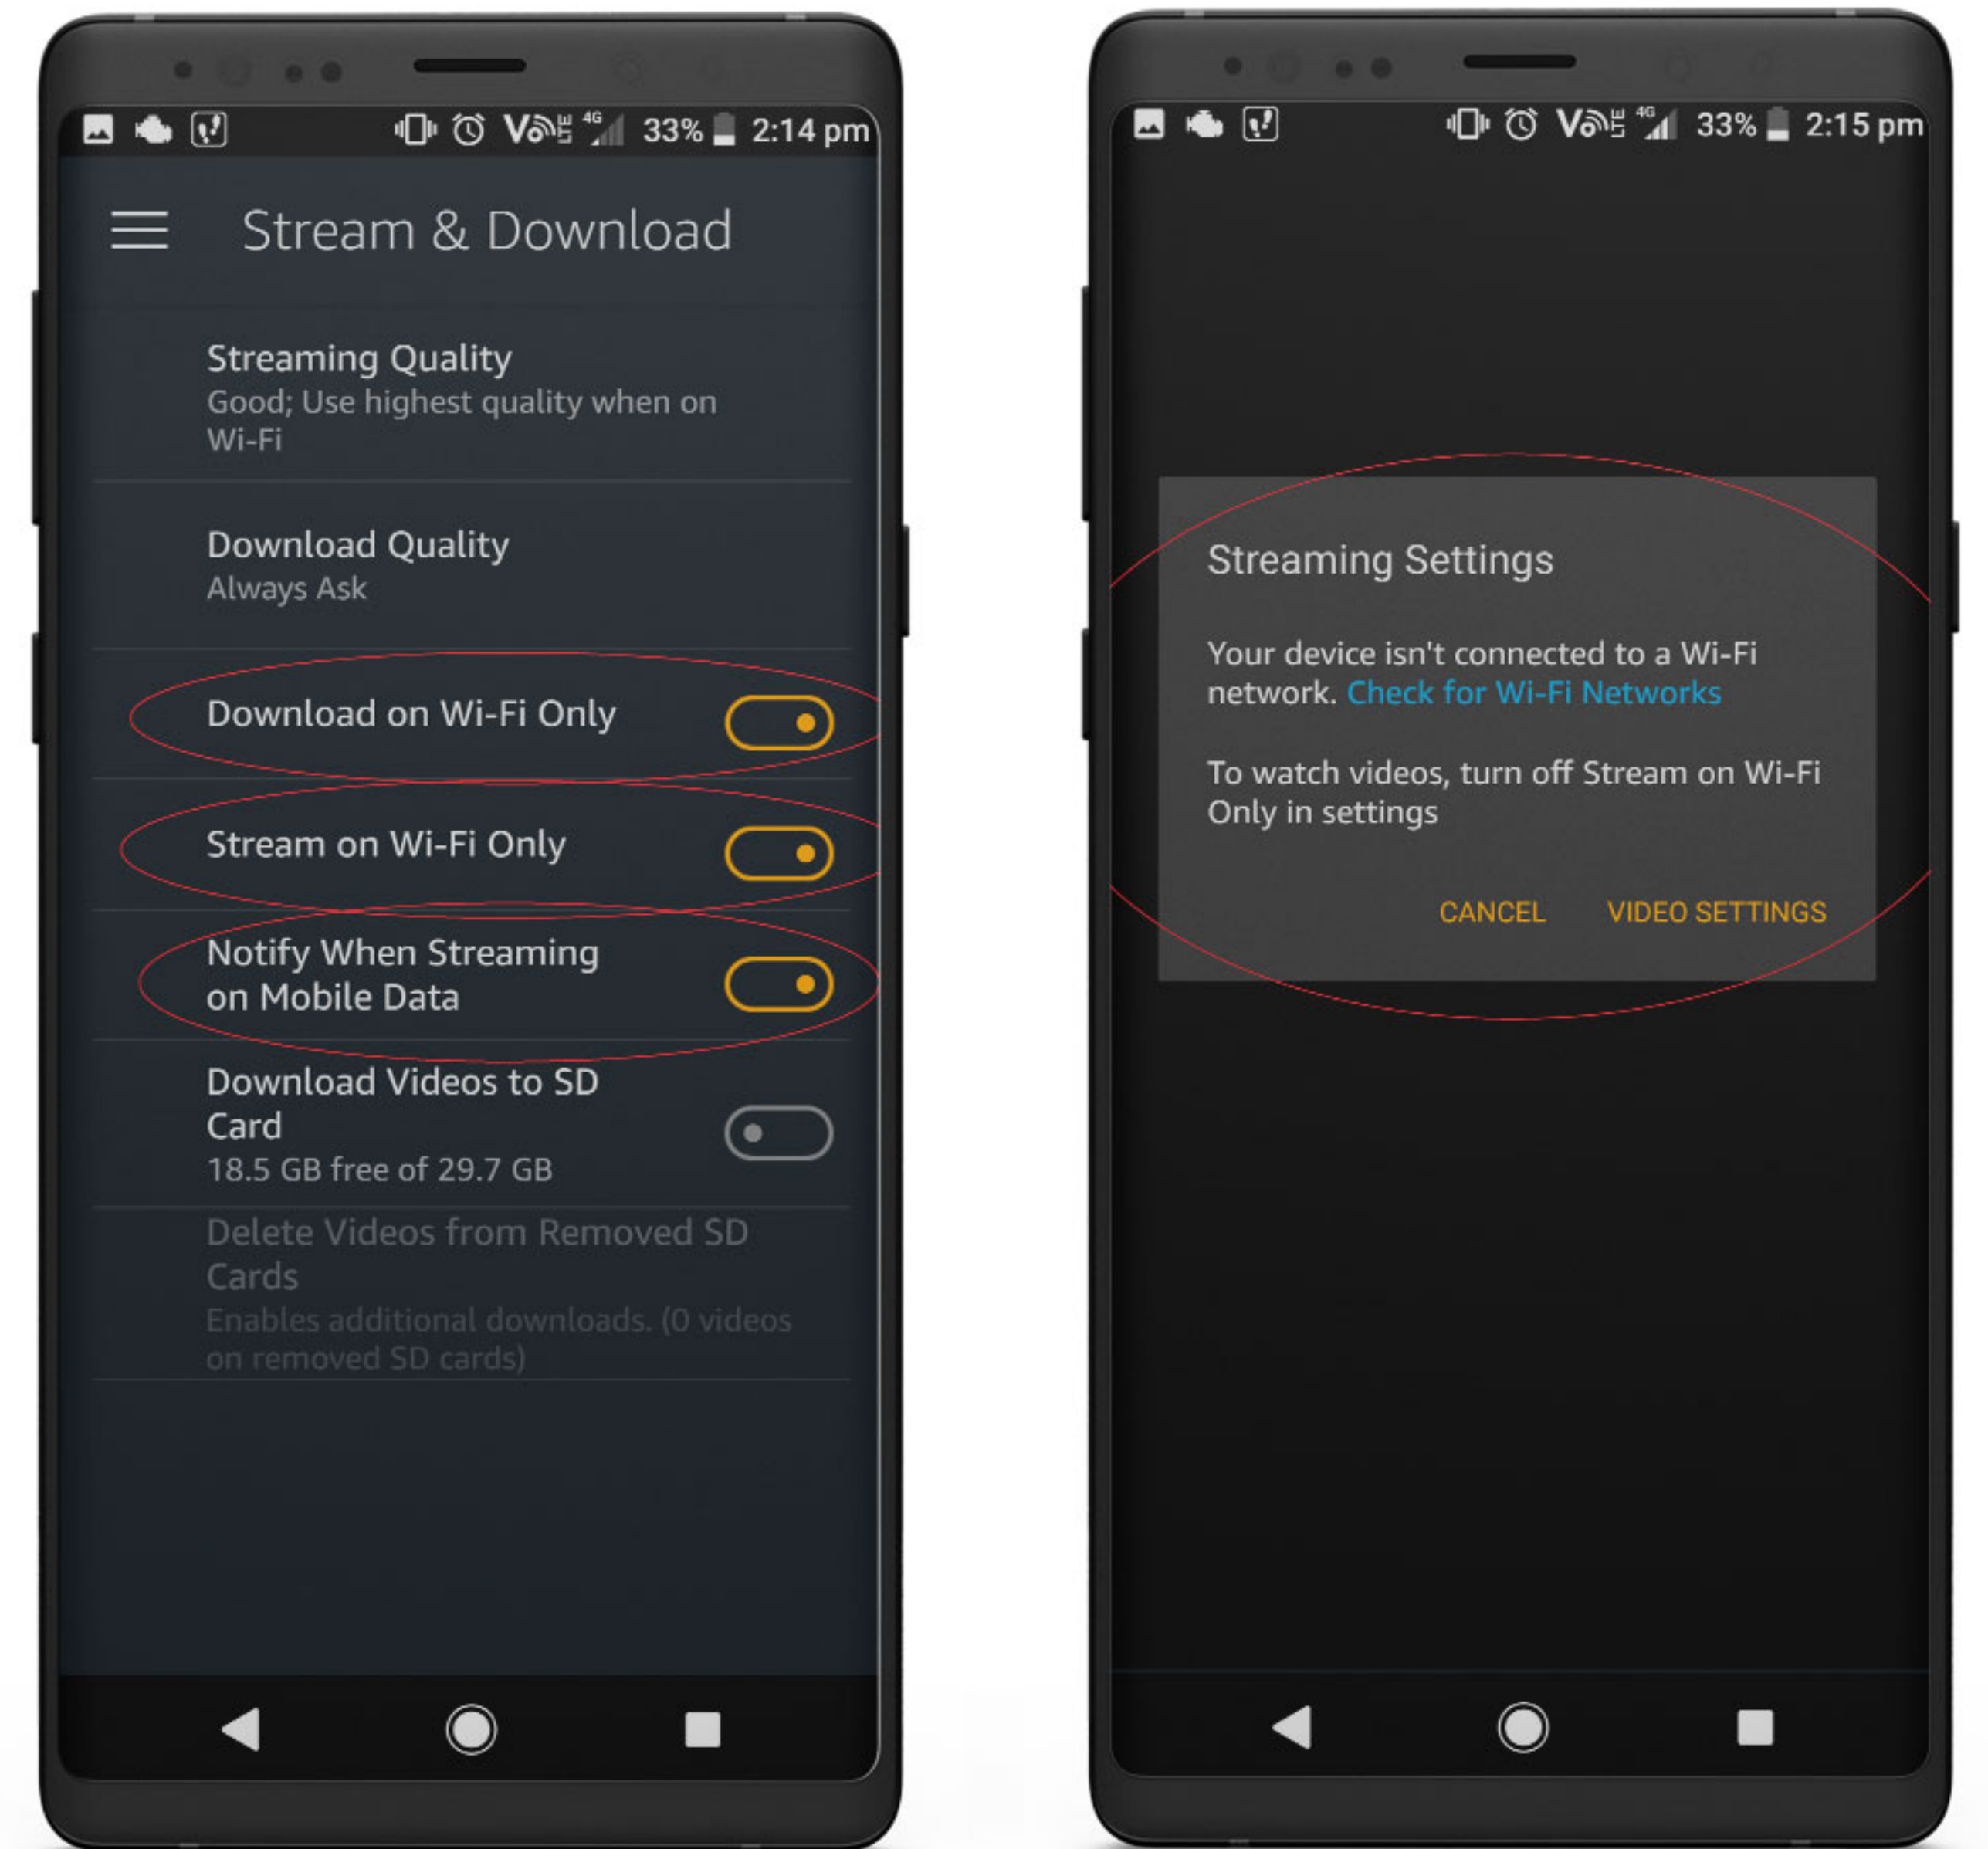 4G
VoLTE 33% 2:14 pm
Stream & Download
Streaming Quality
Good; Use highest quality when on
Wi-Fi
Download Quality
Always Ask
Download on Wi-Fi Only
Stream on Wi-Fi Only
Notify When Streaming
on Mobile Data
Download Videos to SD
Card
18.5 GB free of 29.7 GB
Delete Videos from Removed SD
Cards
Enables additional downloads. (0 videos
on removed SD cards)
4G
VoLTE 33% 2:15 pm
Streaming Settings
Your device isn't connected to a Wi-Fi
network. Check for Wi-Fi Networks
To watch videos, turn off Stream on Wi-Fi
Only in settings
CANCEL VIDEO SETTINGS